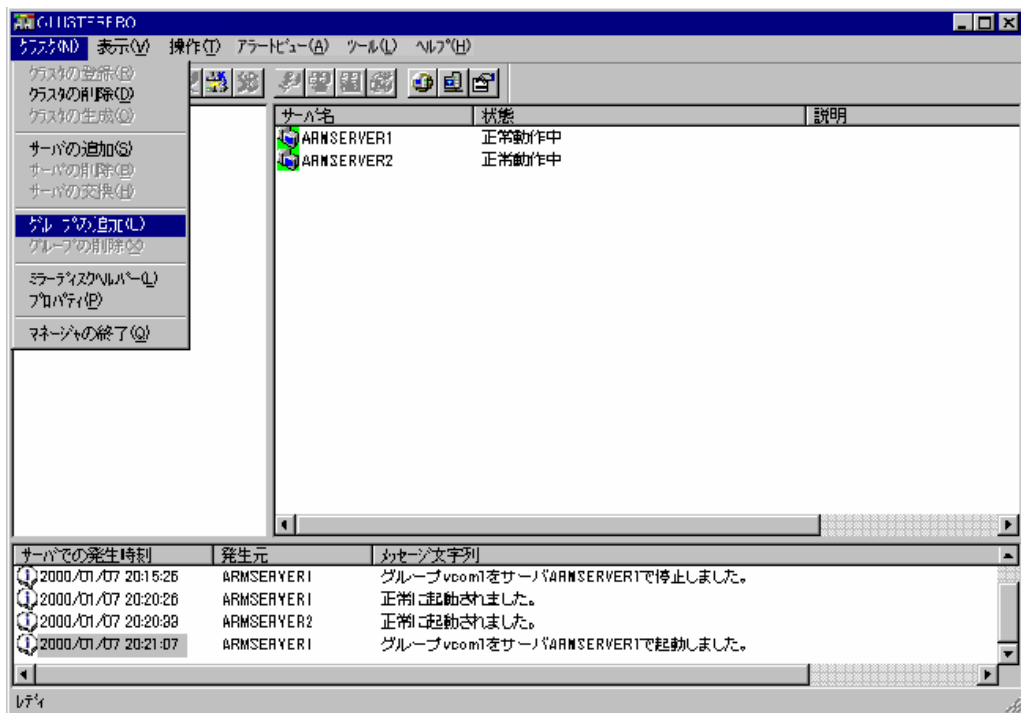 CLUSTERPRO
クラスタ(N) 表示(V) 操作(T) アラートビュー(A) ツール(L) ヘルプ(H)
クラスタの登録(R)
クラスタの削除(D)
クラスタの生成(O)
サーバの追加(S)
サーバの削除(E)
サーバの交換(H)
グループの追加(L)
グループの削除(X)
ミラーディスクヘルパー(L)
プロパティ(P)
マネージャの終了(Q)
サーバ名 状態 説明
ARMSERVER1 正常動作中
ARMSERVER2 正常動作中
サーバでの発生時刻 発生元 メッセージ文字列
2000/01/07 20:15:26 ARMSERVER1 グループvcom1をサーバARMSERVER1で停止しました。
2000/01/07 20:20:26 ARMSERVER1 正常に起動されました。
2000/01/07 20:20:33 ARMSERVER2 正常に起動されました。
2000/01/07 20:21:07 ARMSERVER1 グループvcom1をサーバARMSERVER1で起動しました。
レディ